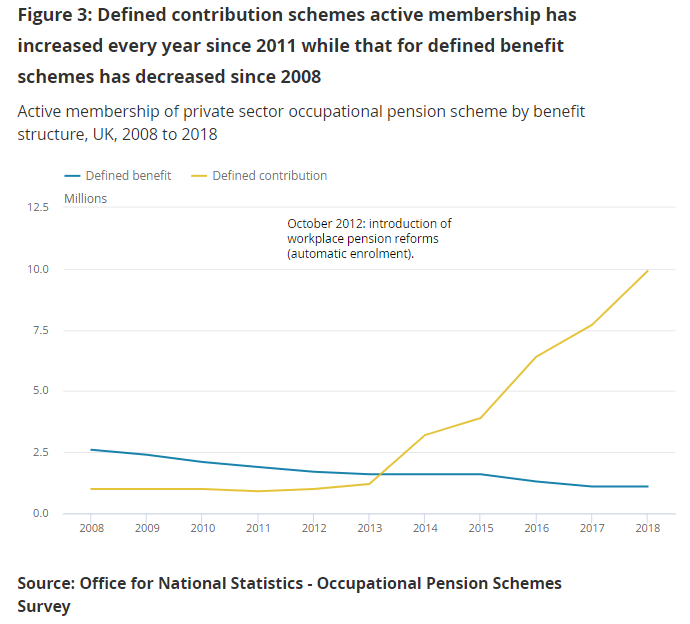 Figure 3: Defined contribution schemes active membership has
increased every year since 2011 while that for defined benefit
schemes has decreased since 2008
Active membership of private sector occupational pension scheme by benefit
structure, UK, 2008 to 2018
Defined benefit Defined contribution
Millions
12.5
October 2012: introduction of
workplace pension reforms
(automatic enrolment).
10.0
7.5
5.0
2.5
0.0
2008 2009 2010 2011 2012 2013 2014 2015 2016 2017 2018
Source: Office for National Statistics - Occupational Pension Schemes
Survey